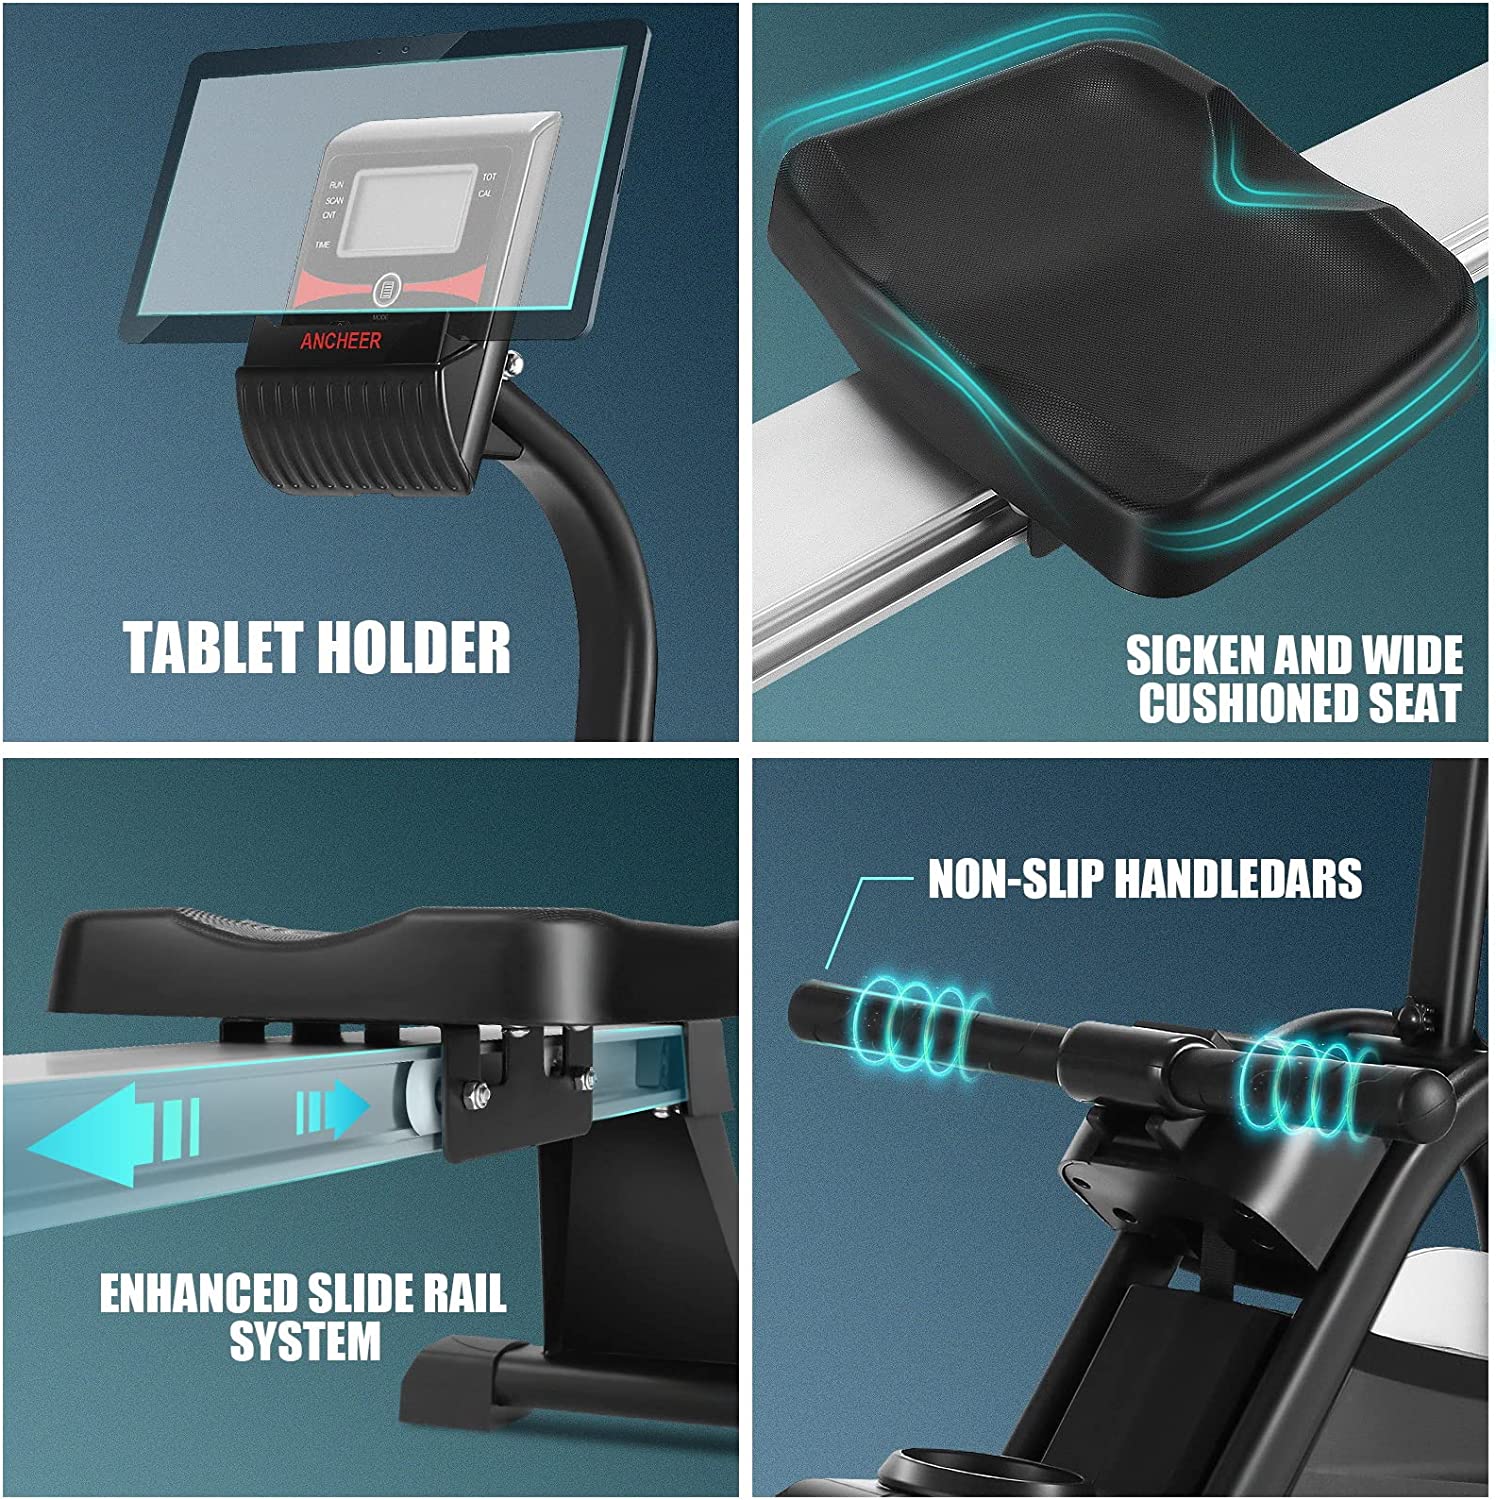 RUN
SCAN
CNT
TIME
TOT
CAL
MODE
ANCHEER
TABLET HOLDER
SICKEN AND WIDE
CUSHIONED SEAT
ENHANCED SLIDE RAIL
SYSTEM
NON-SLIP HANDLEDARS